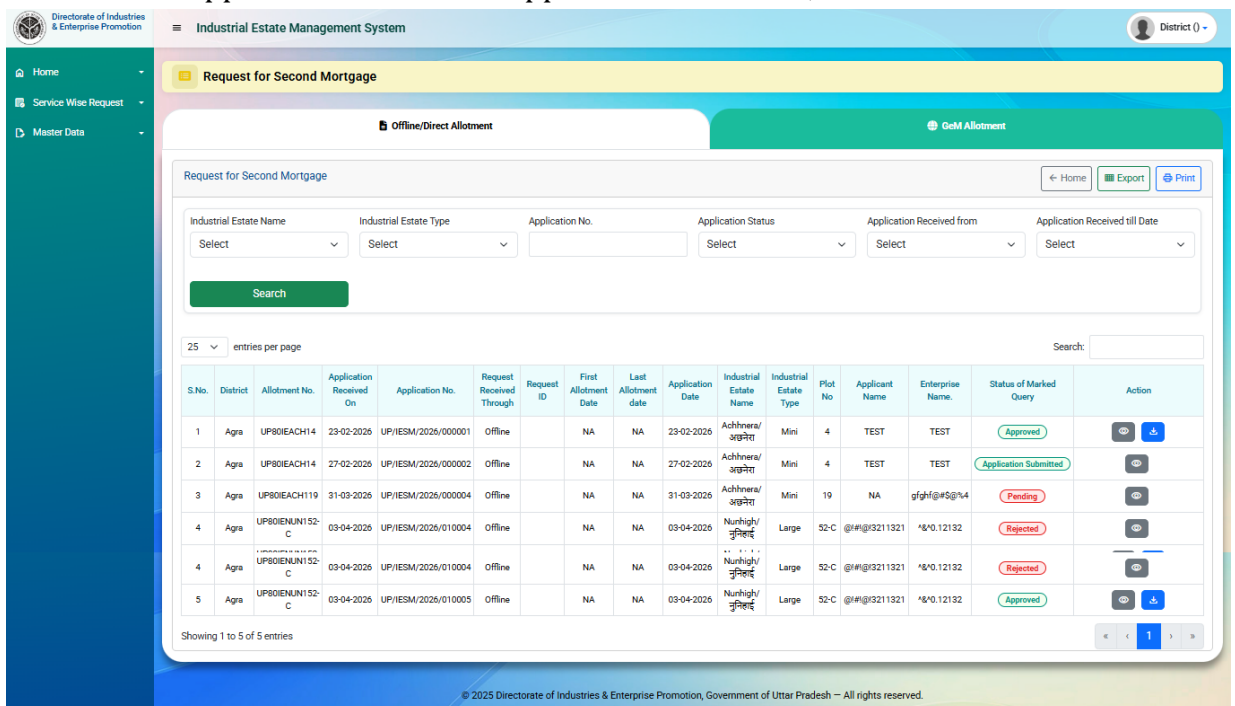 Directorate of Industries
& Enterprise Promotion
Industrial Estate Management System
District ()
Home
Service Wise Request
Master Data
Request for Second Mortgage
Offline/Direct Allotment
GeM Allotment
Request for Second Mortgage
← Home
Export
Print
Industrial Estate Name
Industrial Estate Type
Application No.
Application Status
Application Received from
Application Received till Date
Select
Select
Select
Select
Select
Search
25 entries per page
Search:
S.No. District Allotment No. Application Received On Application No. Request Received Through Request ID First Allotment Date Last Allotment date Application Date Industrial Estate Name Industrial Estate Type Plot No Applicant Name Enterprise Name. Status of Marked Query Action
1 Agra UP80IEACH14 23-02-2026 UP/IESM/2026/000001 Offline NA NA 23-02-2026 Achhnera/ अछनेरा Mini 4 TEST TEST Approved
2 Agra UP80IEACH14 27-02-2026 UP/IESM/2026/000002 Offline NA NA 27-02-2026 Achhnera/ अछनेरा Mini 4 TEST TEST Application Submitted
3 Agra UP80IEACH119 31-03-2026 UP/IESM/2026/000004 Offline NA NA 31-03-2026 Achhnera/ अछनेरा Mini 19 NA gfghf@#$@%4 Pending
4 Agra UP80IENUN152-C 03-04-2026 UP/IESM/2026/010004 Offline NA NA 03-04-2026 Nunhigh/ नुनिहाई Large 52-C @!#!@!3211321 ^&^0.12132 Rejected
4 Agra UP80IENUN152-C 03-04-2026 UP/IESM/2026/010004 Offline NA NA 03-04-2026 Nunhigh/ नुनिहाई Large 52-C @!#!@!3211321 ^&^0.12132 Rejected
5 Agra UP80IENUN152-C 03-04-2026 UP/IESM/2026/010005 Offline NA NA 03-04-2026 Nunhigh/ नुनिहाई Large 52-C @!#!@!3211321 ^&^0.12132 Approved
Showing 1 to 5 of 5 entries
« ‹ 1 › »
© 2025 Directorate of Industries & Enterprise Promotion, Government of Uttar Pradesh — All rights reserved.